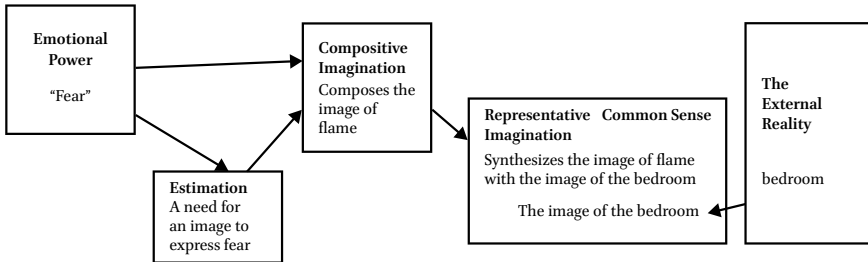 Emotional
Power
“Fear”
Compositive
Imagination
Composes the
image of
flame
Estimation
A need for
an image to
express fear
Representative Common Sense
Imagination
Synthesizes the image of flame
with the image of the bedroom
The image of the bedroom
The
External
Reality
bedroom